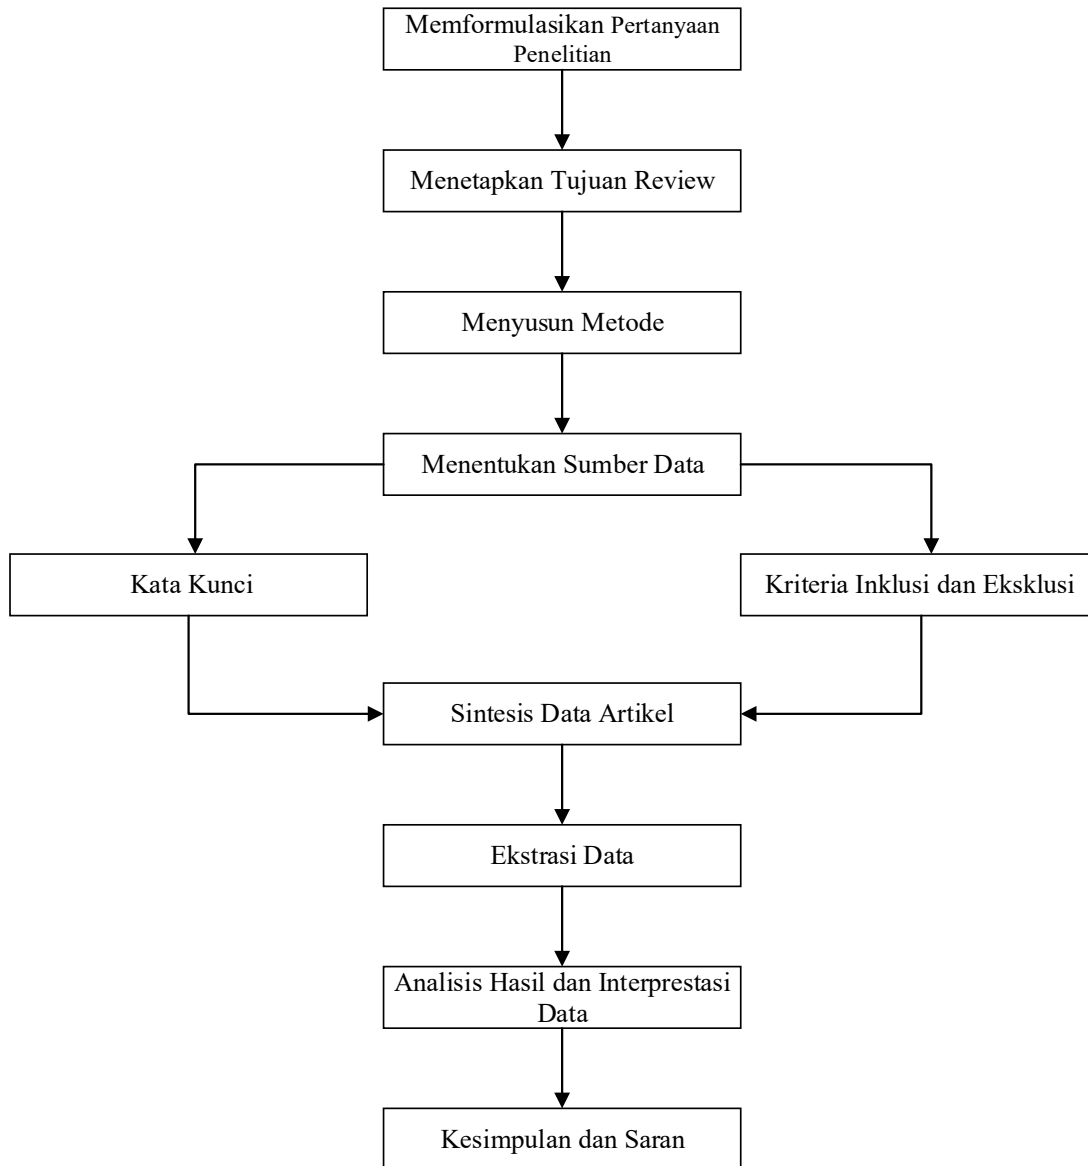 Memformulasikan Pertanyaan
Penelitian
Menetapkan Tujuan Review
Menyusun Metode
Menentukan Sumber Data
Kata Kunci
Kriteria Inklusi dan Eksklusi
Sintesis Data Artikel
Ekstrasi Data
Analisis Hasil dan Interprestasi
Data
Kesimpulan dan Saran